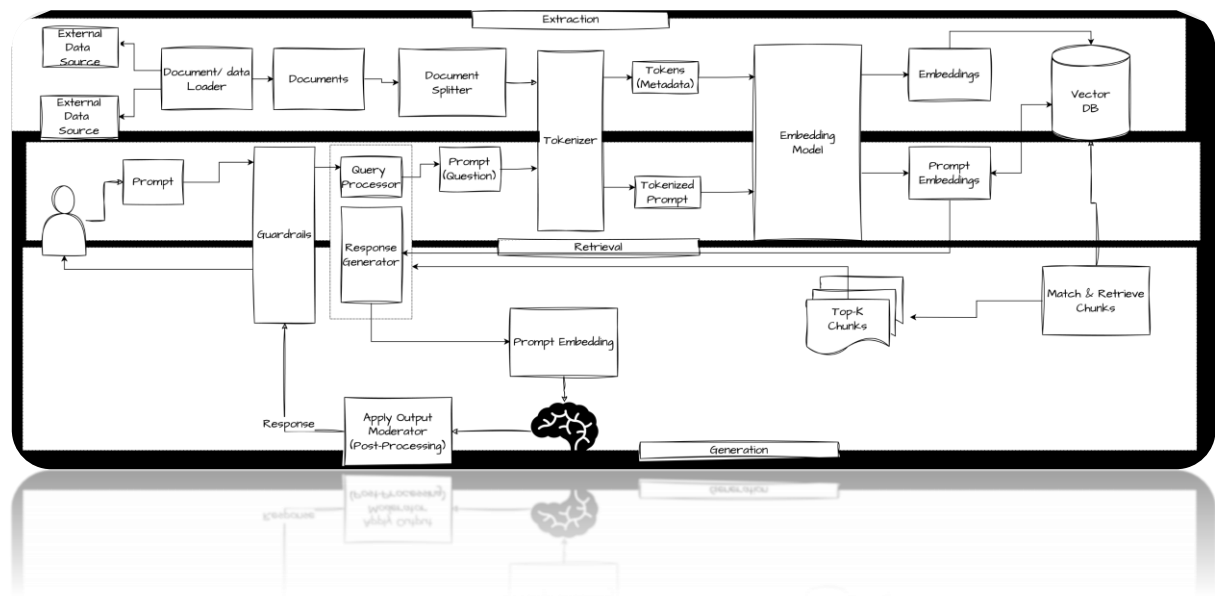 Extraction
External
Data
Source
Document/ data
Loader
Documents
Document
Splitter
Tokens
(Metadata)
Embeddings
Vector
DB
External
Data
Source
Tokenizer
Embedding
Model
Prompt
Query
Processor
Prompt
(Question)
Tokenized
Prompt
Prompt
Embeddings
Guardrails
Response
Generator
Retrieval
Top-K
Chunks
Match & Retrieve
Chunks
Prompt Embedding
Response
Apply Output
Moderator
(Post-Processing)
Generation